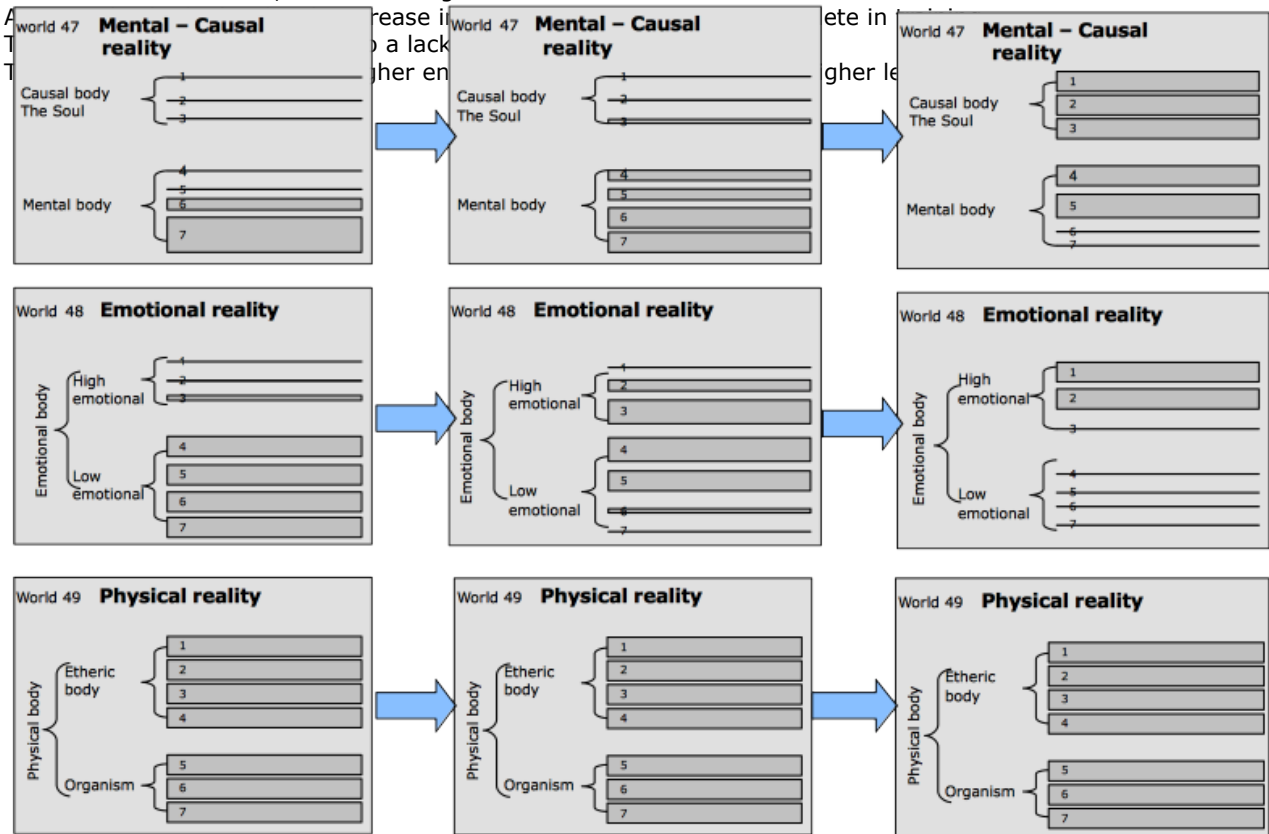 A
rease i
ete in
T
o a lack
T
gher en
igher le
world 47 Mental – Causal
reality
1
Causal body
The Soul
2
3
4
5
Mental body
6
7
world 47 Mental – Causal
reality
1
Causal body
The Soul
2
3
4
5
Mental body
6
7
World 47 Mental – Causal
reality
1
Causal body
The Soul
2
3
4
Mental body
5
6
7
World 48 Emotional reality
1
High
emotional
2
3
Emotional body
4
5
Low
emotional
6
7
World 48 Emotional reality
1
High
emotional
2
3
Emotional body
4
5
Low
emotional
6
7
World 48 Emotional reality
1
High
emotional
2
3
Emotional body
4
5
Low
emotional
6
7
World 49 Physical reality
1
Etheric
body
2
3
4
Physical body
5
Organism
6
7
World 49 Physical reality
1
Etheric
body
2
3
4
Physical body
5
Organism
6
7
World 49 Physical reality
1
Etheric
body
2
3
4
Physical body
5
Organism
6
7